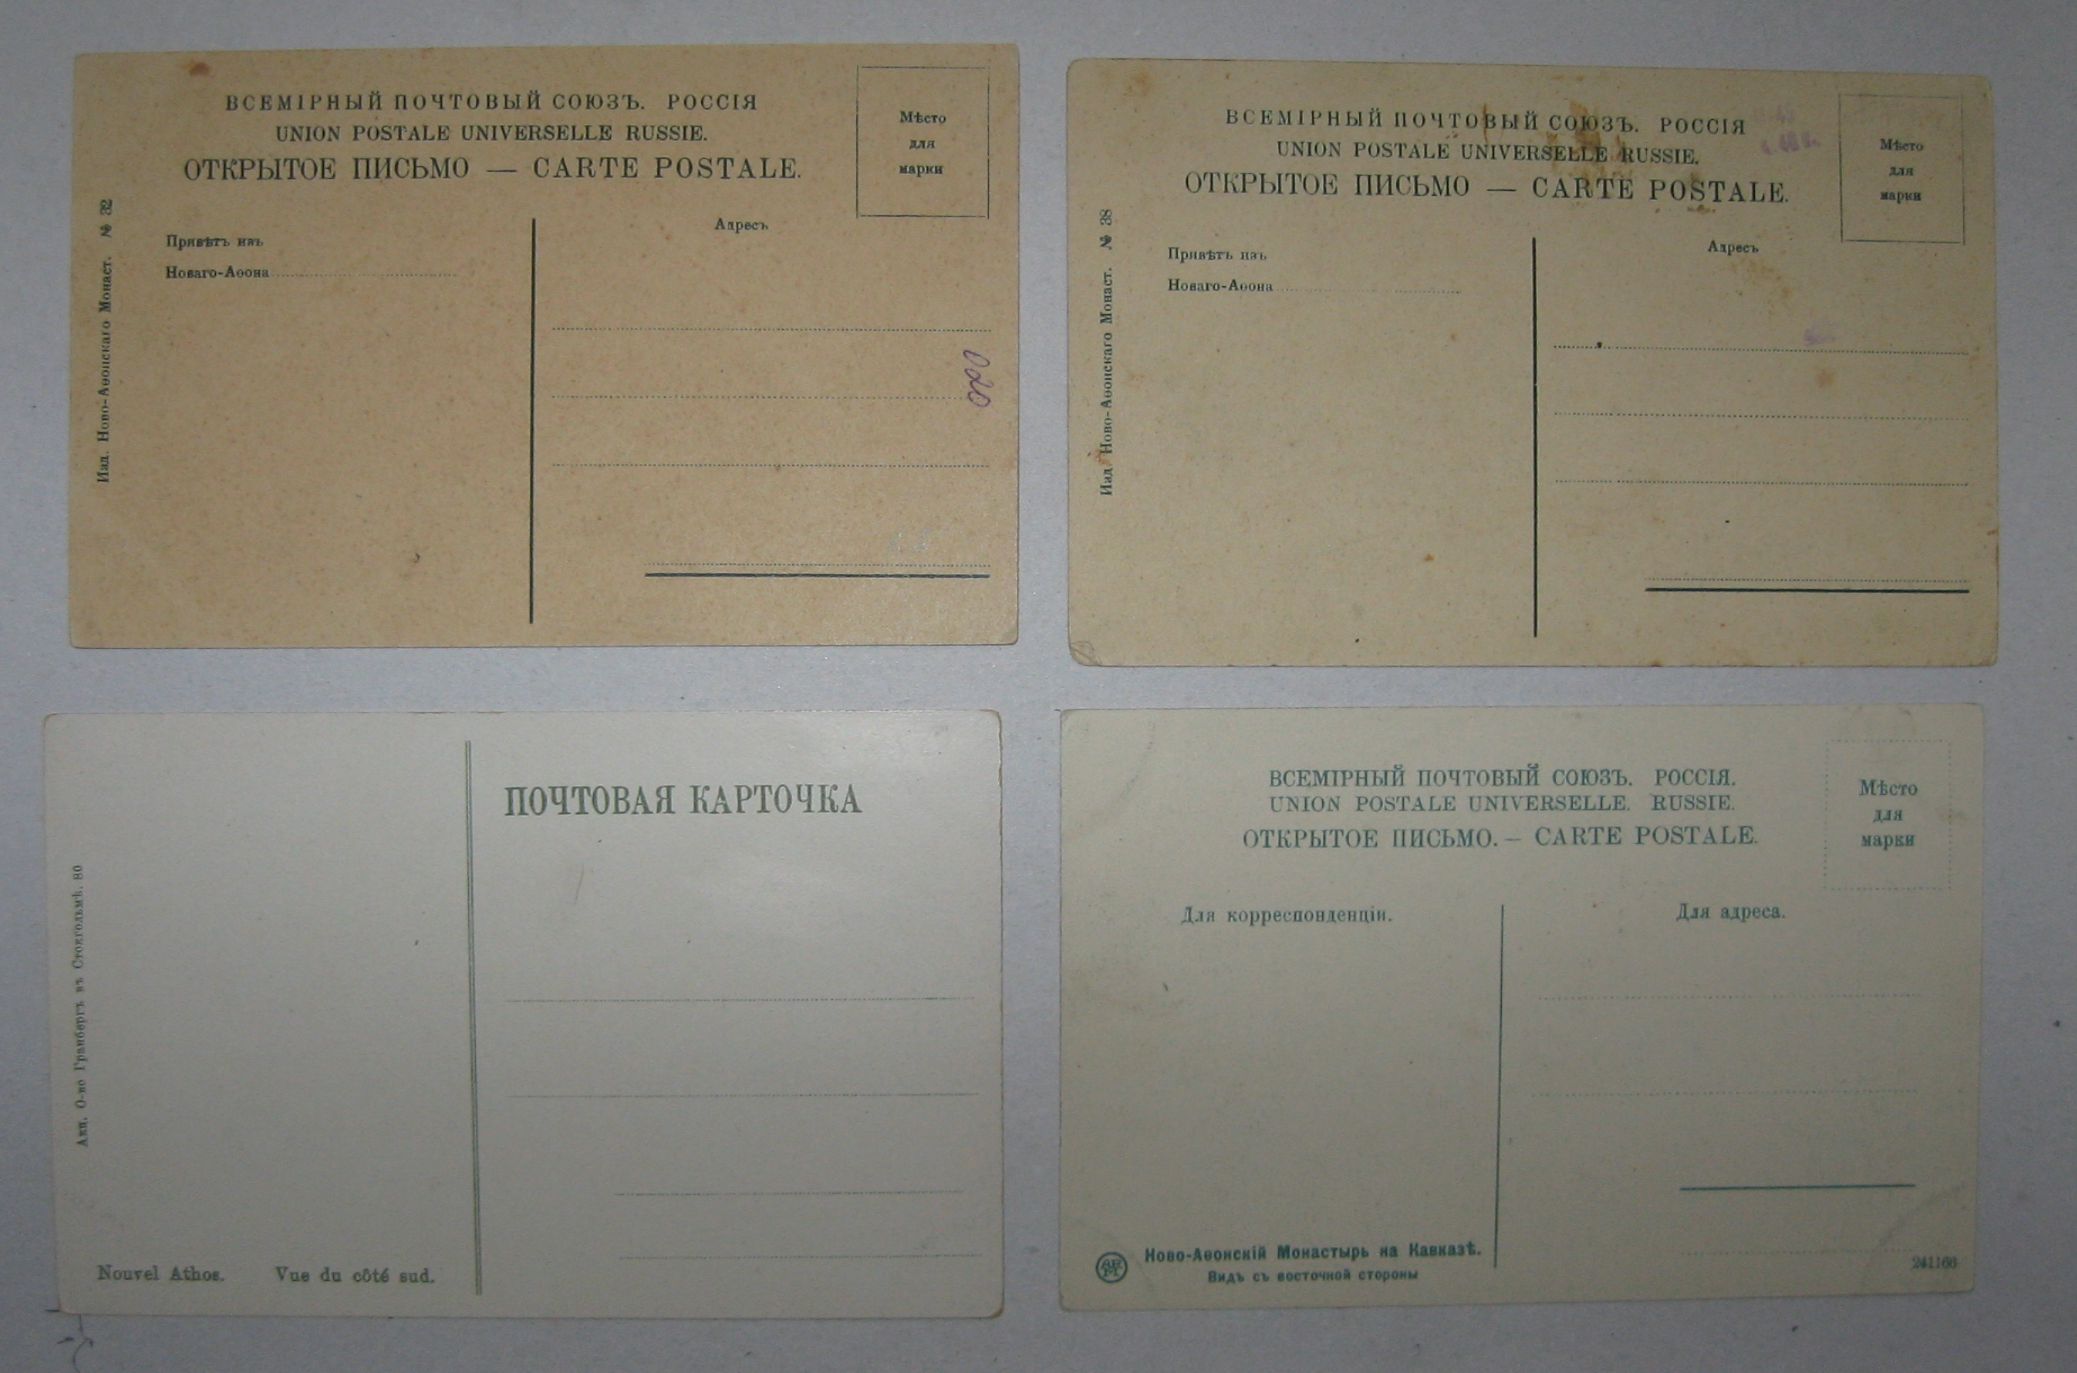 ВСЕМІРНЫЙ ПОЧТОВЫЙ СОЮЗЪ. РОССІЯ
UNION POSTALE UNIVERSELLE RUSSIE.
ОТКРЫТОЕ ПИСЬМО — CARTE POSTALE.
Мѣсто
для
марки
Привѣтъ изъ
Новаго-Аѳона
Адресъ
Изд. Ново-Аѳонскаго Монаст. № 32
ВСЕМІРНЫЙ ПОЧТОВЫЙ СОЮЗЪ. РОССІЯ
UNION POSTALE UNIVERSELLE RUSSIE.
ОТКРЫТОЕ ПИСЬМО — CARTE POSTALE.
Мѣсто
для
марки
Привѣтъ изъ
Новаго-Аѳона
Адресъ
Изд. Ново-Аѳонскаго Монаст. № 38
ПОЧТОВАЯ КАРТОЧКА
Акц. О-во Гранбергъ въ Стокгольмѣ. 80
Nouvel Athos. Vue du côté sud.
ВСЕМІРНЫЙ ПОЧТОВЫЙ СОЮЗЪ. РОССІЯ.
UNION POSTALE UNIVERSELLE. RUSSIE.
ОТКРЫТОЕ ПИСЬМО. — CARTE POSTALE.
Мѣсто
для
марки
Для корреспонденціи.
Для адреса.
Ново-Аѳонскій Монастырь на Кавказѣ.
Видъ съ восточной стороны
241166